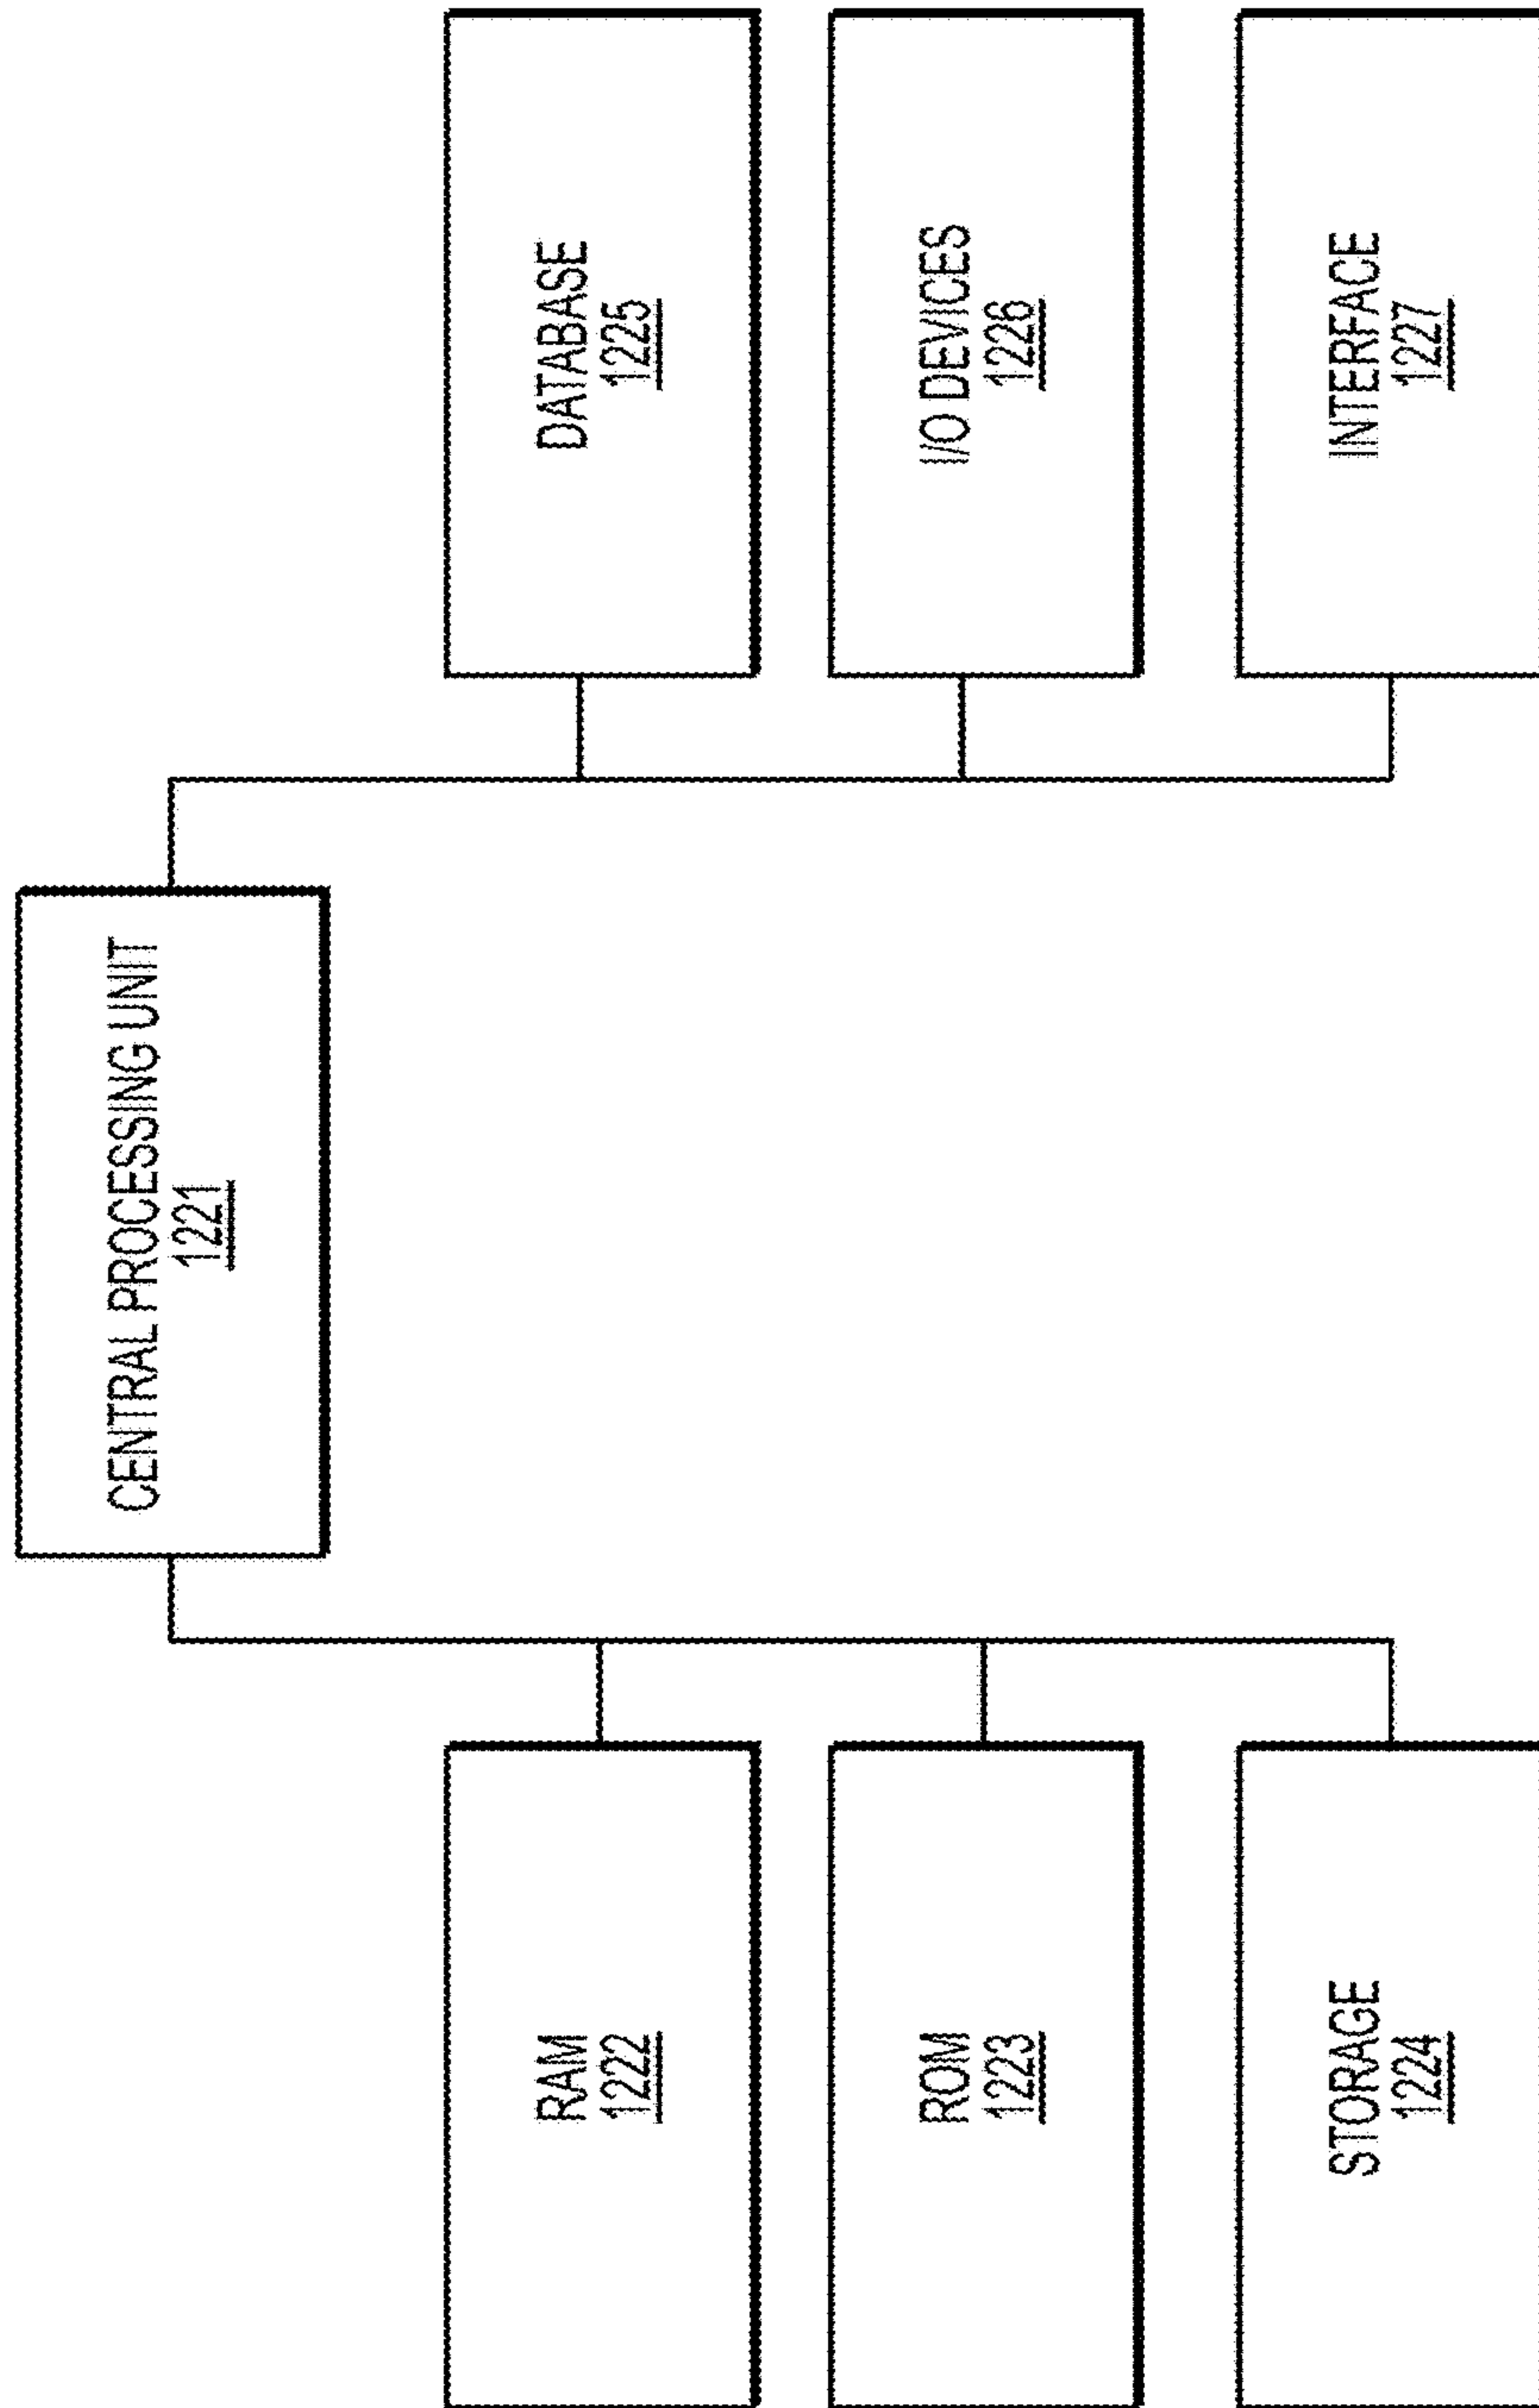 CENTRAL PROCESSING UNIT
1221
RAM
1222
ROM
1223
STORAGE
1224
DATABASE
1225
I/O DEVICES
1226
INTERFACE
1227